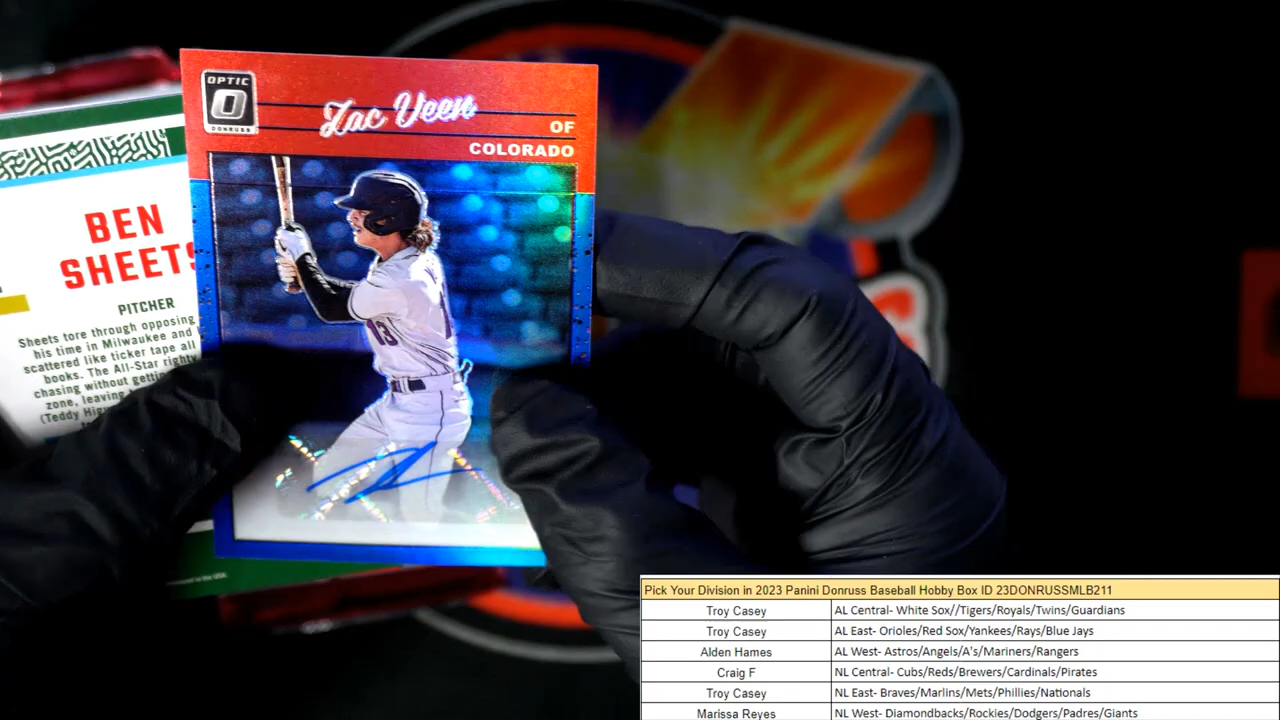 OPTIC
DONRUSS
Zac Veen
OF
COLORADO
13
BEN
SHEETS
PITCHER
Sheets tore through opposing
his time in Milwaukee and
scattered like ticker tape all
books. The All-Star righty
chasing without
zone, leaving
(Teddy
Pick Your Division in 2023 Panini Donruss Baseball Hobby Box ID 23DONRUSSMLB211
Troy Casey AL Central- White Sox//Tigers/Royals/Twins/Guardians
Troy Casey AL East- Orioles/Red Sox/Yankees/Rays/Blue Jays
Alden Hames AL West- Astros/Angels/A's/Mariners/Rangers
Craig F NL Central- Cubs/Reds/Brewers/Cardinals/Pirates
Troy Casey NL East- Braves/Marlins/Mets/Phillies/Nationals
Marissa Reyes NL West- Diamondbacks/Rockies/Dodgers/Padres/Giants